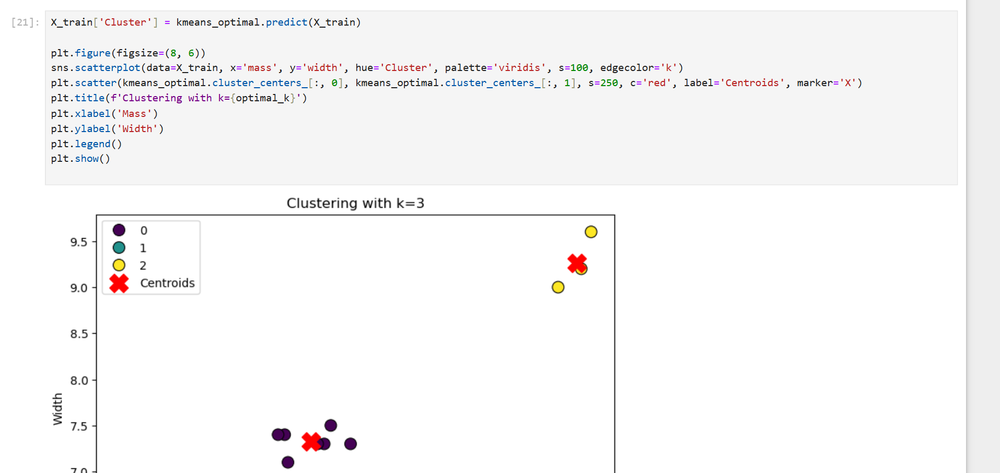 [21]: X_train['Cluster'] = kmeans_optimal.predict(X_train)
plt.figure(figsize=(8, 6))
sns.scatterplot(data=X_train, x='mass', y='width', hue='Cluster', palette='viridis', s=100, edgecolor='k')
plt.scatter(kmeans_optimal.cluster_centers_[:, 0], kmeans_optimal.cluster_centers_[:, 1], s=250, c='red', label='Centroids', marker='X')
plt.title(f'Clustering with k={optimal_k}')
plt.xlabel('Mass')
plt.ylabel('Width')
plt.legend()
plt.show()
Clustering with k=3
0
1
2
Centroids
9.5
9.0
8.5
8.0
7.5
7.0
Width